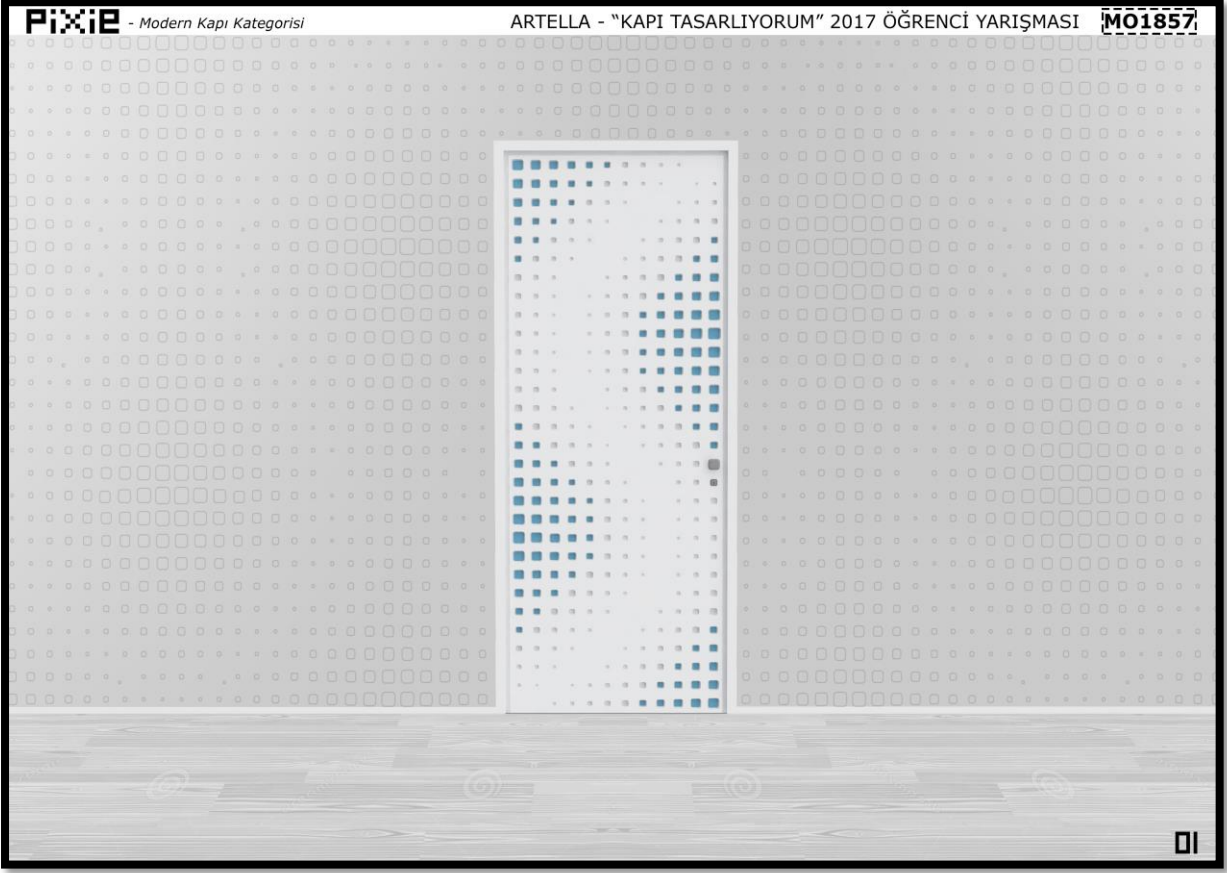 PiXiE - Modern Kapı Kategorisi
ARTELLA - "KAPI TASARLIYORUM" 2017 ÖĞRENCİ YARIŞMASI MO1857
01